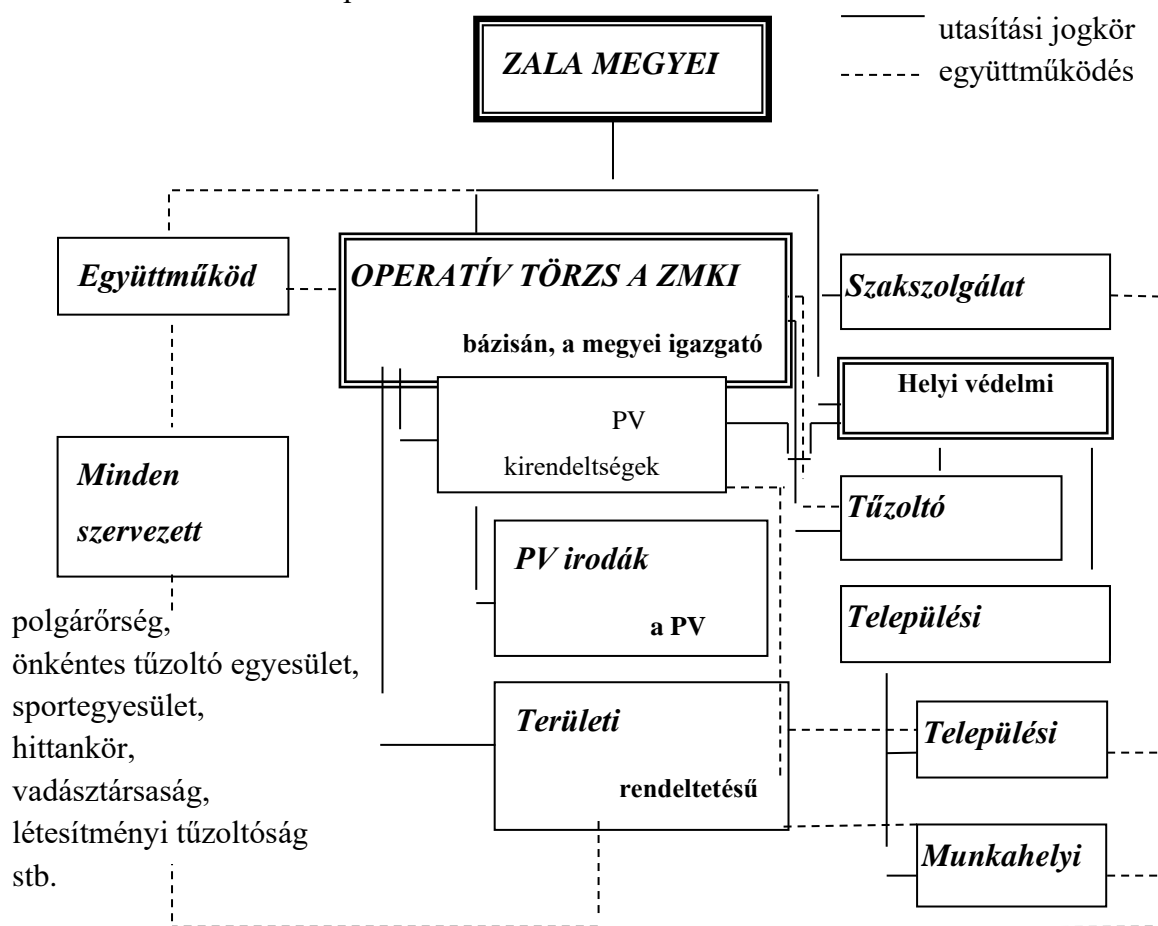 utasítási jogkör
együttműködés
ZALA MEGYEI
Együttműköd
OPERATÍV TÖRZS A ZMKI
bázisán, a megyei igazgató
Szakszolgálat
Helyi védelmi
PV
kirendeltségek
Minden
szervezett
Tűzoltó
PV irodák
a PV
Települési
polgárőrség,
önkéntes tűzoltó egyesület,
sportegyesület,
hittankör,
vadásztársaság,
létesítményi tűzoltóság
stb.
Területi
rendeltetésű
Települési
Munkahelyi